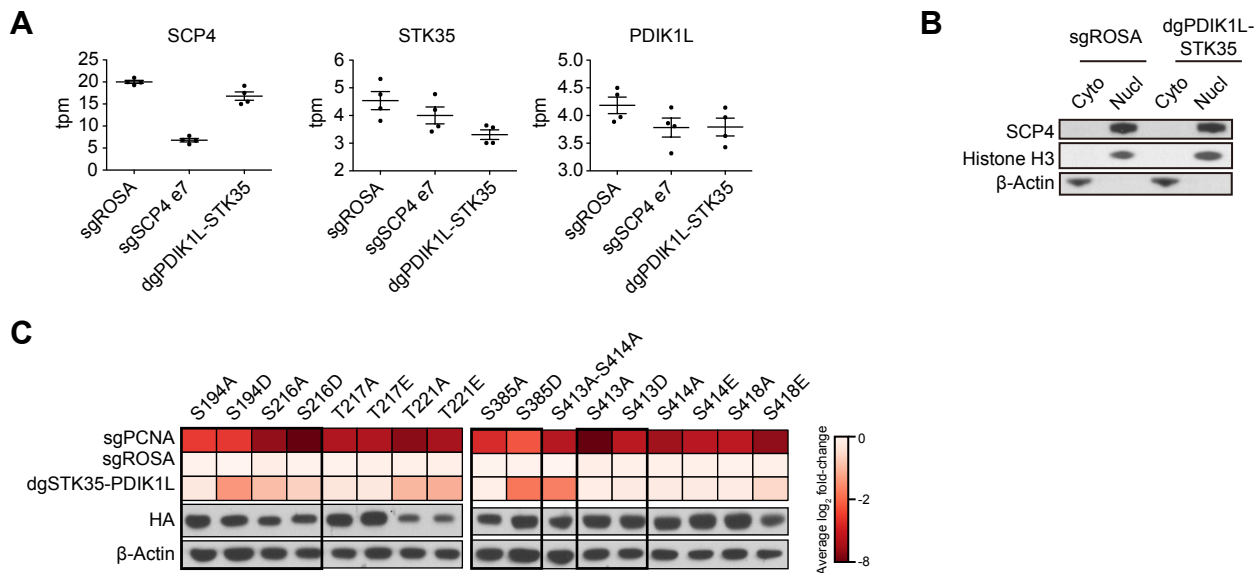 A
SCP4
STK35
PDIK1L
tpm
25
20
15
10
5
0
sgROSA
sgSCP4 e7
dgPDIK1L-STK35
tpm
6
5
4
3
2
sgROSA
sgSCP4 e7
dgPDIK1L-STK35
tpm
5.0
4.5
4.0
3.5
3.0
sgROSA
sgSCP4 e7
dgPDIK1L-STK35
B
sgROSA
dgPDIK1L-
STK35
Cyto
Nucl
Cyto
Nucl
SCP4
Histone H3
β-Actin
C
S194A
S194D
S216A
S216D
T217A
T217E
T221A
T221E
S385A
S385D
S413A-S414A
S413A
S413D
S414A
S414E
S418A
S418E
sgPCNA
sgROSA
dgSTK35-PDIK1L
HA
β-Actin
Average log2 fold-change
0
-2
-8